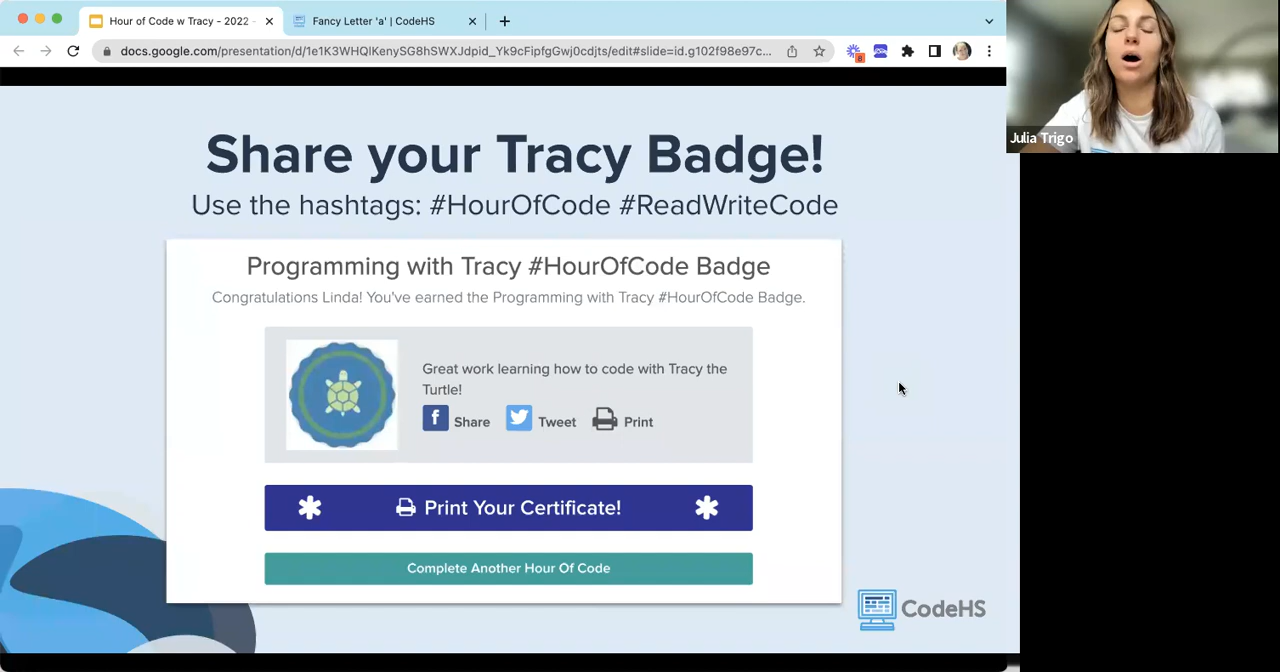 Hour of Code w Tracy - 2022 -
Fancy Letter 'a' | CodeHS
docs.google.com/presentation/d/1e1K3WHQIKenySG8hSWXJdpid_Yk9cFipfgGwj0cdjts/edit#slide=id.g102f98e97c...
8
Julia Trigo
Share your Tracy Badge!
Use the hashtags: #HourOfCode #ReadWriteCode
Programming with Tracy #HourOfCode Badge
Congratulations Linda! You've earned the Programming with Tracy #HourOfCode Badge.
Great work learning how to code with Tracy the
Turtle!
f Share Tweet Print
Print Your Certificate!
Complete Another Hour Of Code
CodeHS